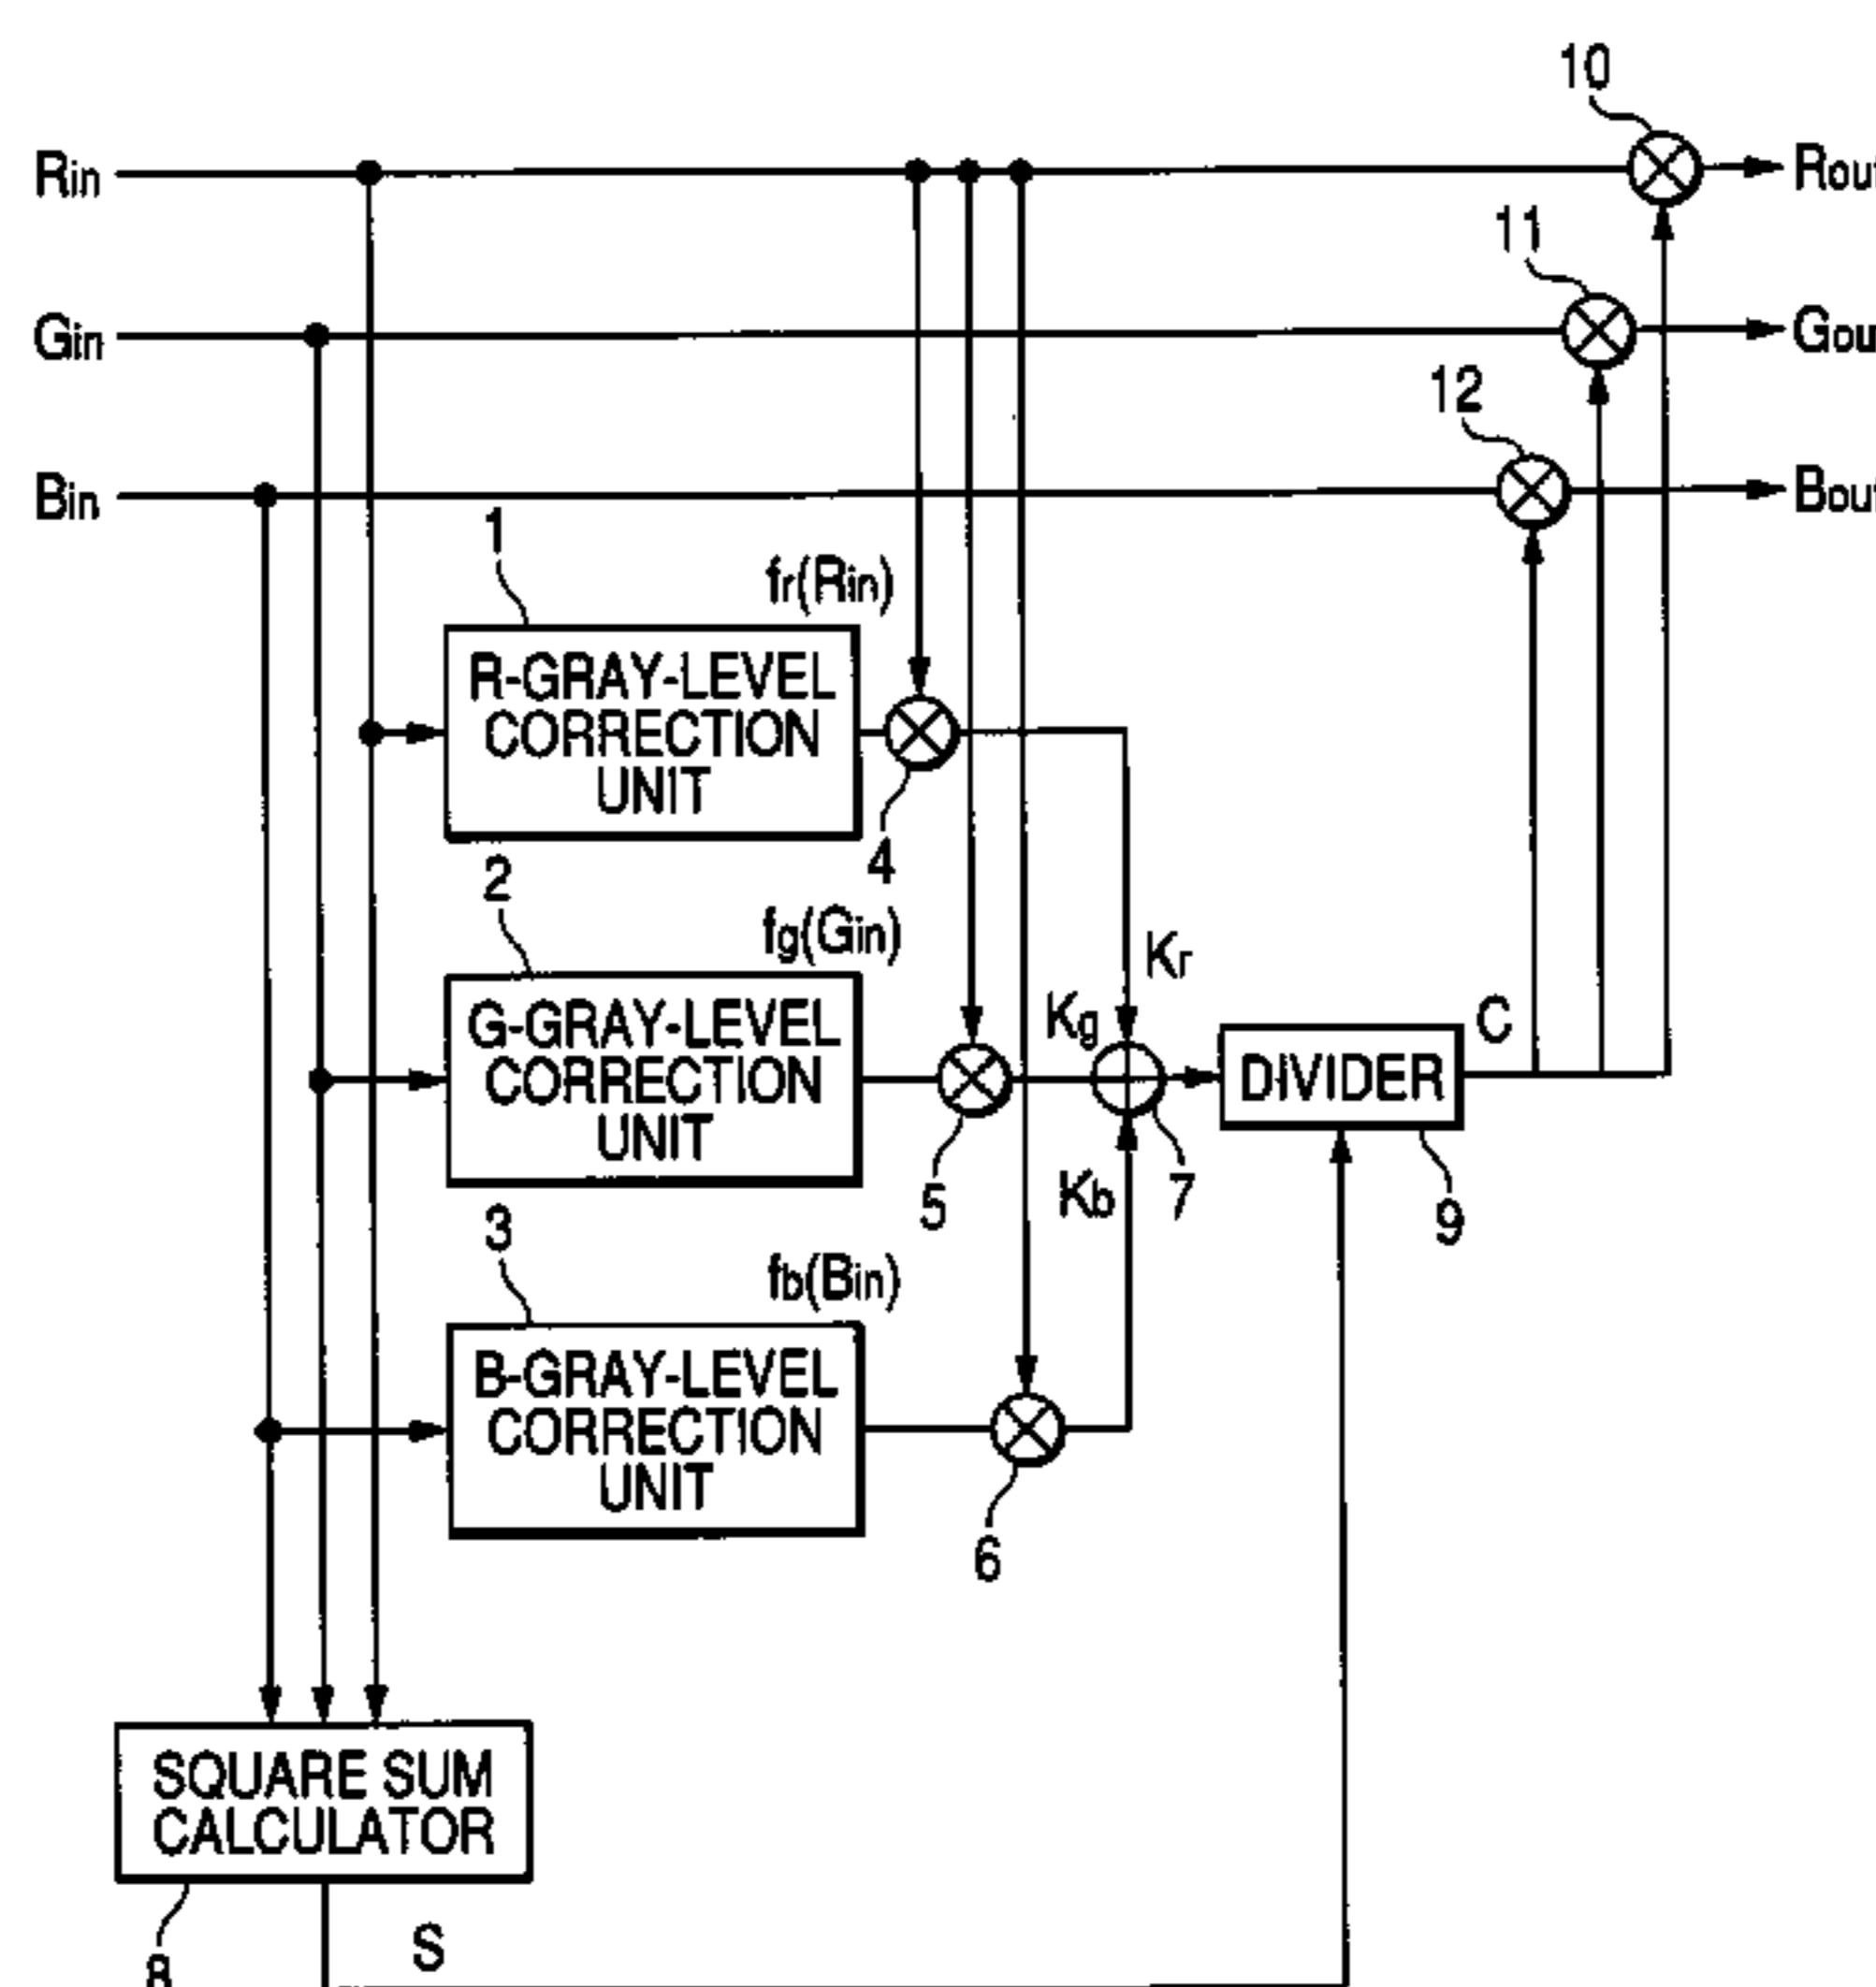 10
Rin
Rout
11
Gin
Gou
12
Bin
Bout
1
fr(Rin)
R-GRAY-LEVEL
CORRECTION
UNIT
4
2
fg(Gin)
Kr
G-GRAY-LEVEL
CORRECTION
UNIT
Kg
C
DIVIDER
5
Kb
7
9
3
fb(Bin)
B-GRAY-LEVEL
CORRECTION
UNIT
6
SQUARE SUM
CALCULATOR
8
S